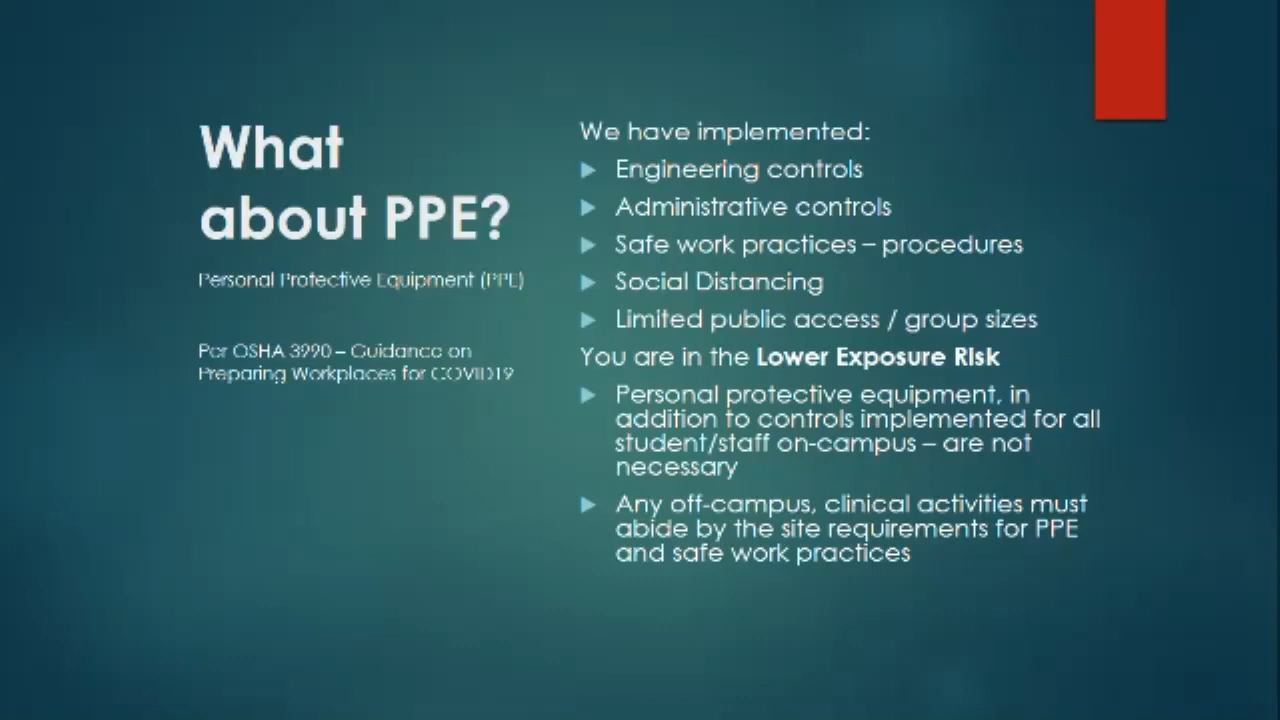 What
about PPE?
Personal Protective Equipment (PPE)
Per OSHA 3990 – Guidance on
Preparing Workplaces for COVID19
We have implemented:
Engineering controls
Administrative controls
Safe work practices – procedures
Social Distancing
Limited public access / group sizes
You are in the Lower Exposure Risk
Personal protective equipment, in
addition to controls implemented for all
student/staff on-campus – are not
necessary
Any off-campus, clinical activities must
abide by the site requirements for PPE
and safe work practices